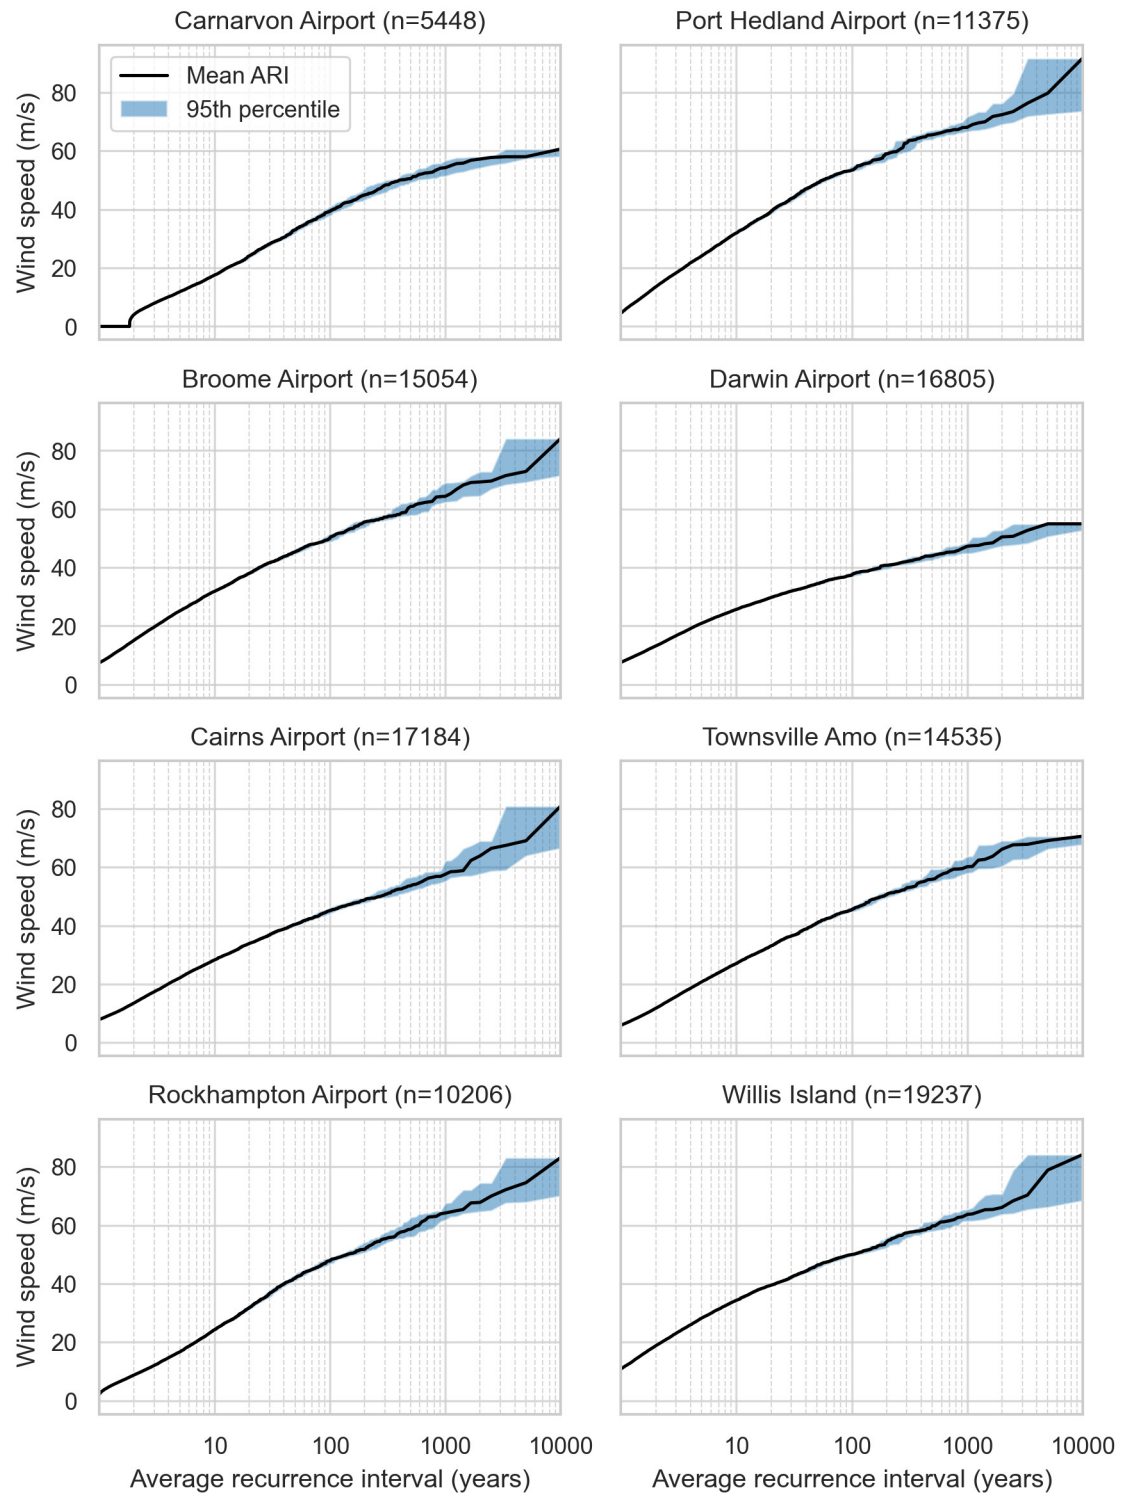 Carnarvon Airport (n=5448)
Port Hedland Airport (n=11375)
Mean ARI
95th percentile
Wind speed (m/s)
80
60
40
20
0
Broome Airport (n=15054)
Darwin Airport (n=16805)
Wind speed (m/s)
80
60
40
20
0
Cairns Airport (n=17184)
Townsville Amo (n=14535)
Wind speed (m/s)
80
60
40
20
0
Rockhampton Airport (n=10206)
Willis Island (n=19237)
Wind speed (m/s)
80
60
40
20
0
10 100 1000 10000
10 100 1000 10000
Average recurrence interval (years)
Average recurrence interval (years)